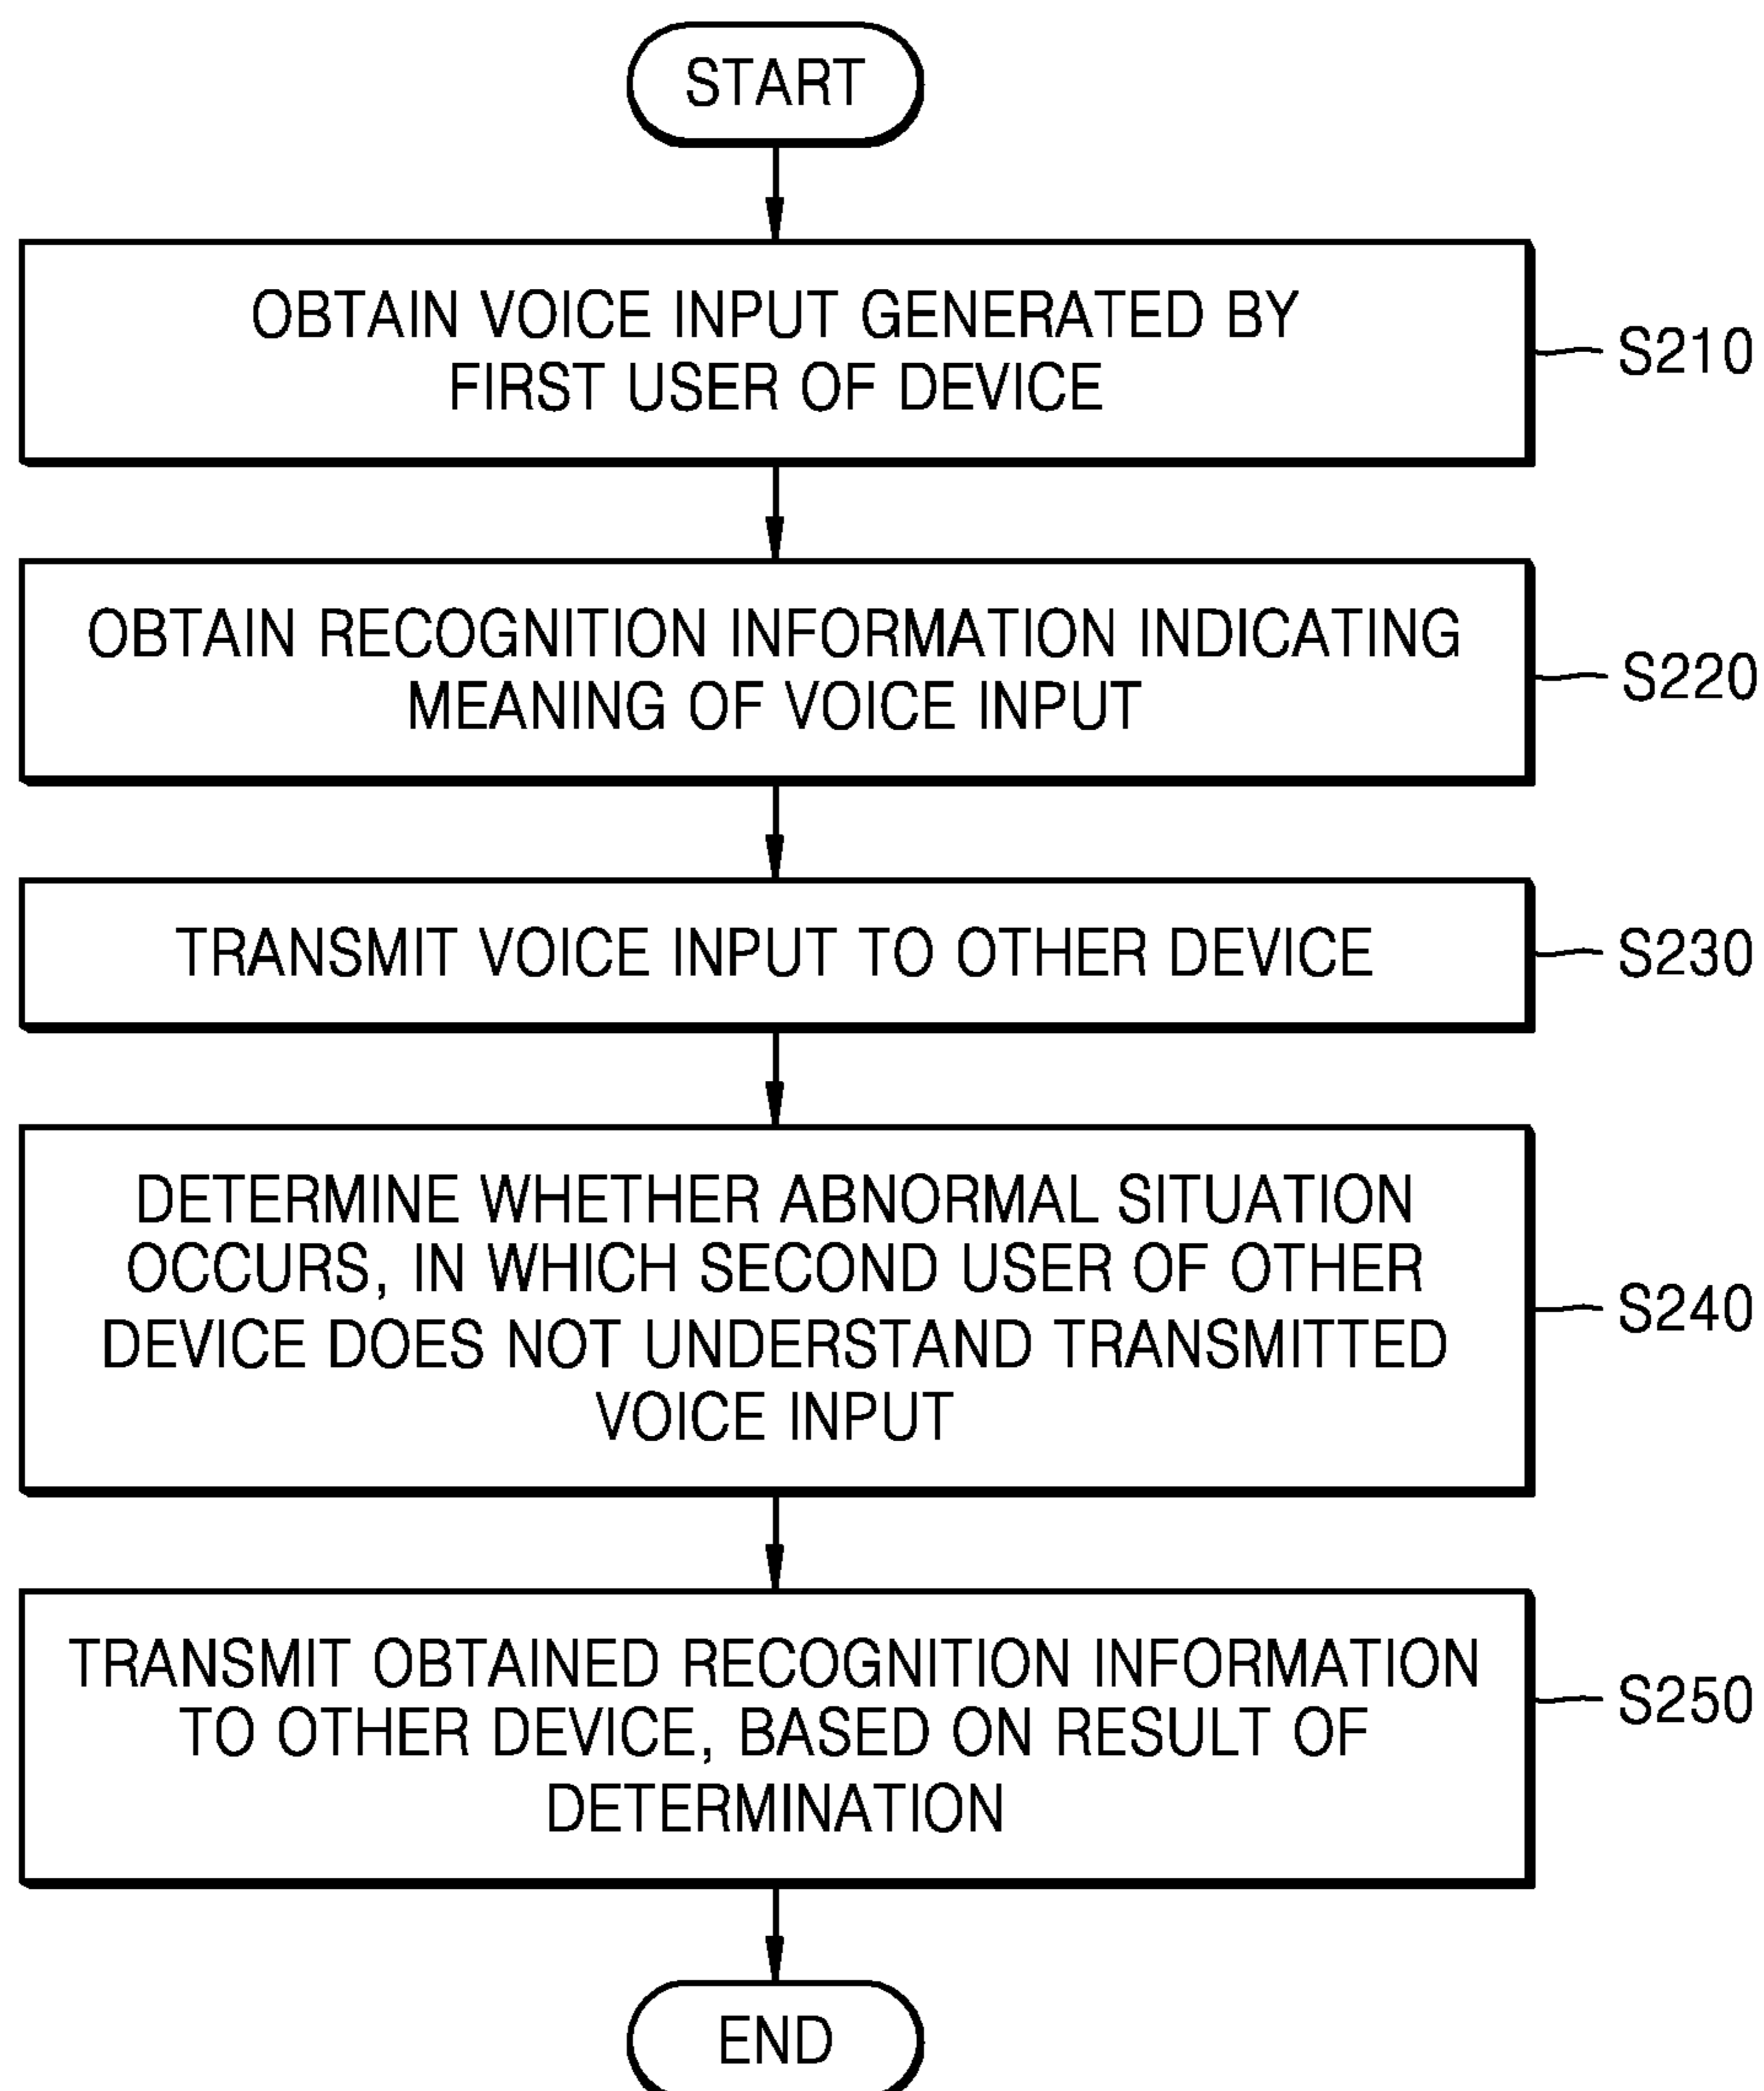 START
OBTAIN VOICE INPUT GENERATED BY
FIRST USER OF DEVICE
S210
OBTAIN RECOGNITION INFORMATION INDICATING
MEANING OF VOICE INPUT
S220
TRANSMIT VOICE INPUT TO OTHER DEVICE
S230
DETERMINE WHETHER ABNORMAL SITUATION
OCCURS, IN WHICH SECOND USER OF OTHER
DEVICE DOES NOT UNDERSTAND TRANSMITTED
VOICE INPUT
S240
TRANSMIT OBTAINED RECOGNITION INFORMATION
TO OTHER DEVICE, BASED ON RESULT OF
DETERMINATION
S250
END